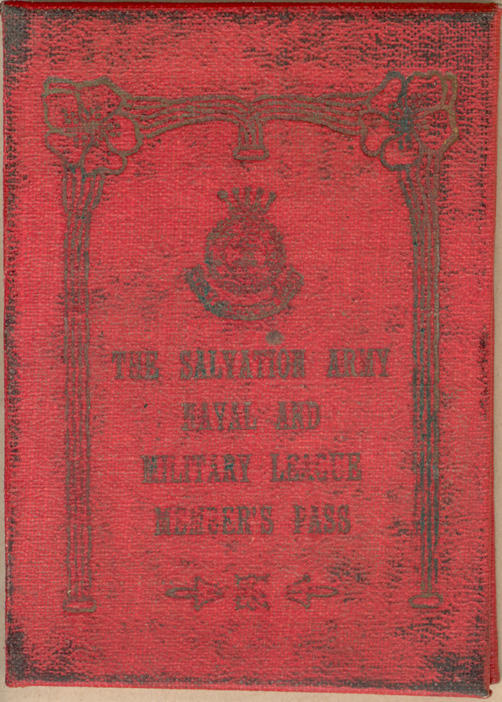 THE SALVATION ARMY
NAVAL AND
MILITARY LEAGUE
MEMBER'S PASS